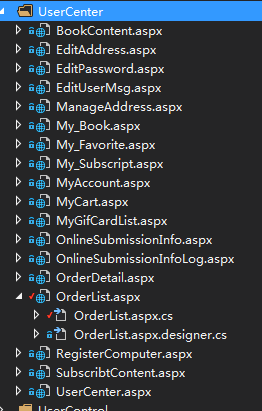 UserCenter
BookContent.aspx
EditAddress.aspx
EditPassword.aspx
EditUserMsg.aspx
ManageAddress.aspx
My_Book.aspx
My_Favorite.aspx
My_Subscript.aspx
MyAccount.aspx
MyCart.aspx
MyGifCardList.aspx
OnlineSubmissionInfo.aspx
OnlineSubmissionInfoLog.aspx
OrderDetail.aspx
OrderList.aspx
OrderList.aspx.cs
OrderList.aspx.designer.cs
RegisterComputer.aspx
SubscribtContent.aspx
UserCenter.aspx
UserControl